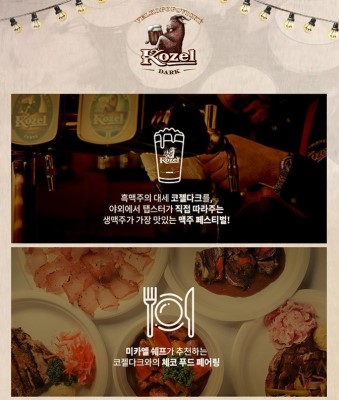 VELKOPOPOVICKÝ
Kozel
DARK
Kozel
흑맥주의 대세 코젤다크를,
야외에서 탭스터가 직접 따라주는
생맥주가 가장 맛있는 맥주 페스티벌!
미카엘 쉐프가 추천하는
코젤다크와의 체코 푸드 페어링